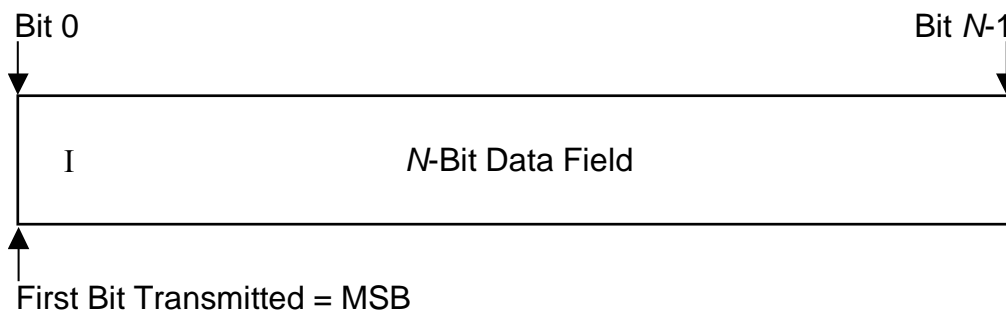 Bit 0
Bit N-1
I
N-Bit Data Field
First Bit Transmitted = MSB